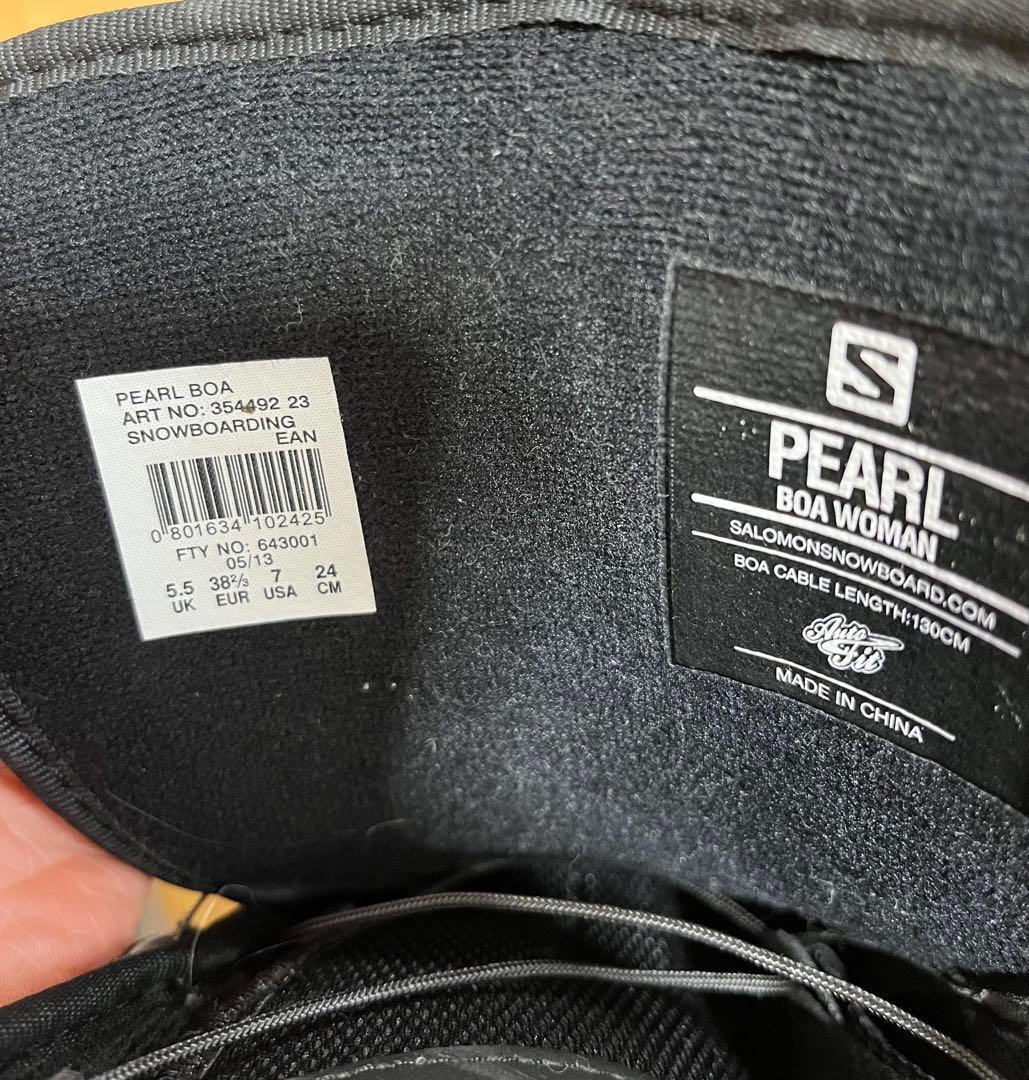 PEARL BOA
ART NO: 354492 23
SNOWBOARDING
EAN
0 801634 102425
FTY NO: 643001
05/13
5.5 38⅔ 7 24
UK EUR USA CM
S
PEARL
BOA WOMAN
SALOMONSNOWBOARD.COM
BOA CABLE LENGTH:130CM
Auto
Fit
MADE IN CHINA